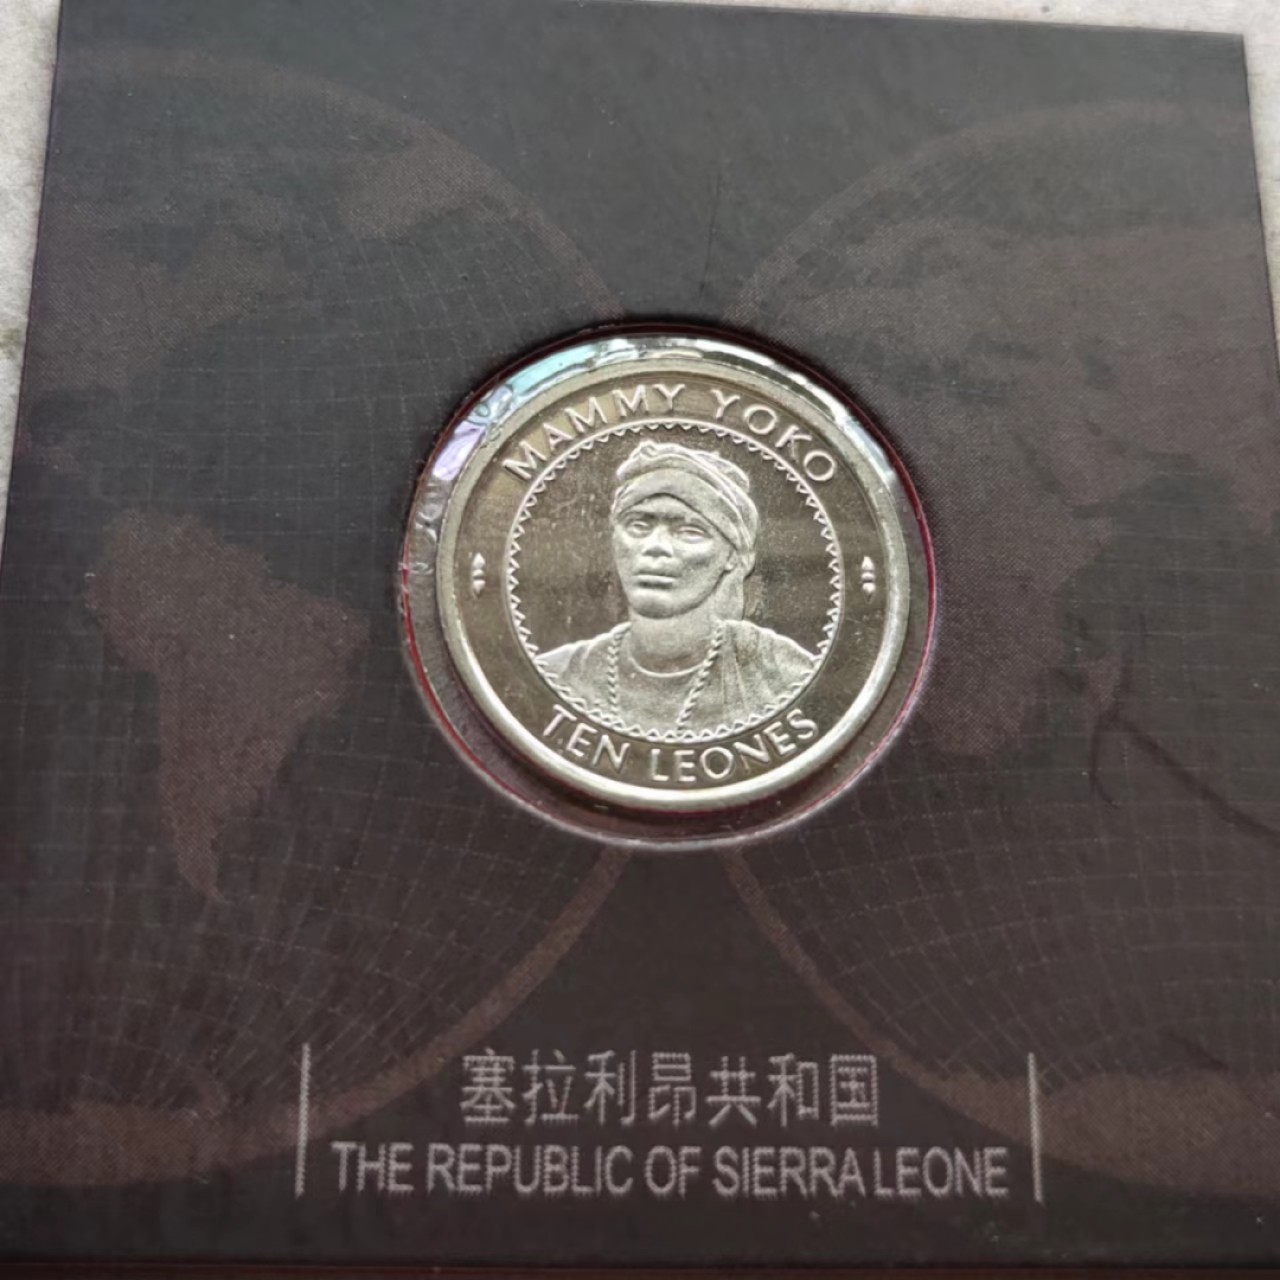 MAMMY YOKO
TEN LEONES
塞拉利昂共和国
THE REPUBLIC OF SIERRA LEONE